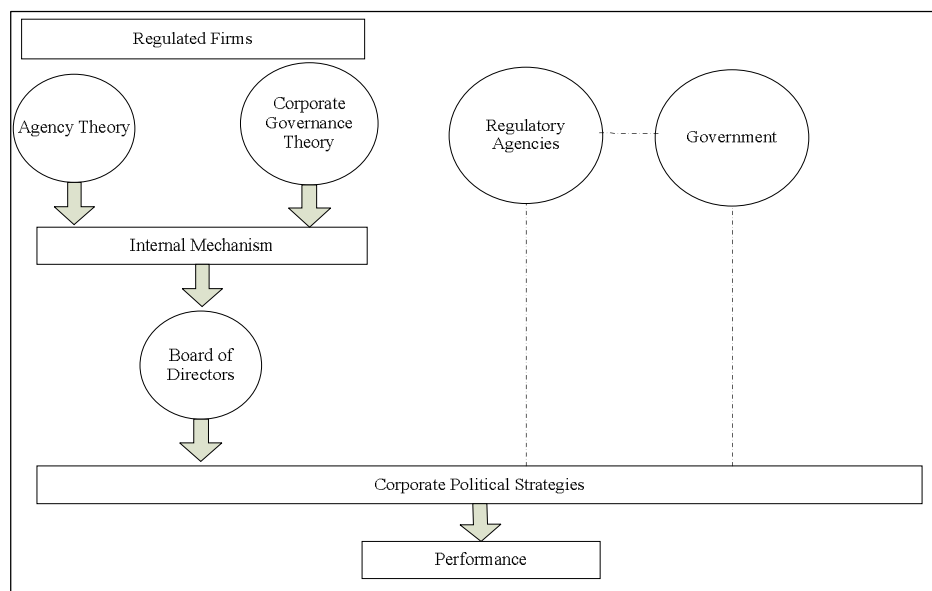 Regulated Firms
Agency Theory
Corporate
Governance
Theory
Regulatory
Agencies
Government
Internal Mechanism
Board of
Directors
Corporate Political Strategies
Performance